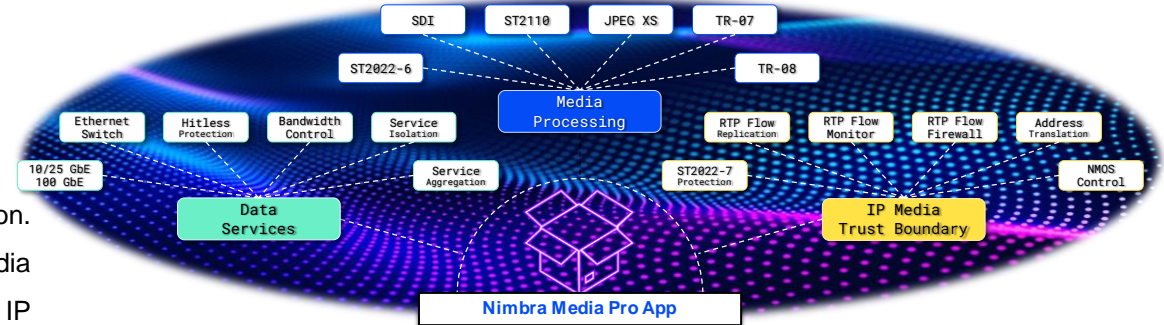 SDI
ST2110
JPEG XS
TR-07
ST2022-6
TR-08
Media
Processing
Ethernet
Switch
Hitless
Protection
Bandwidth
Control
Service
Isolation
10/25 GbE
100 GbE
Service
Aggregation
Data
Services
RTP Flow
Replication
RTP Flow
Monitor
RTP Flow
Firewall
Address
Translation
ST2022-7
Protection
NMOS
Control
IP Media
Trust Boundary
on.
dia
IP
Nimbra Media Pro App